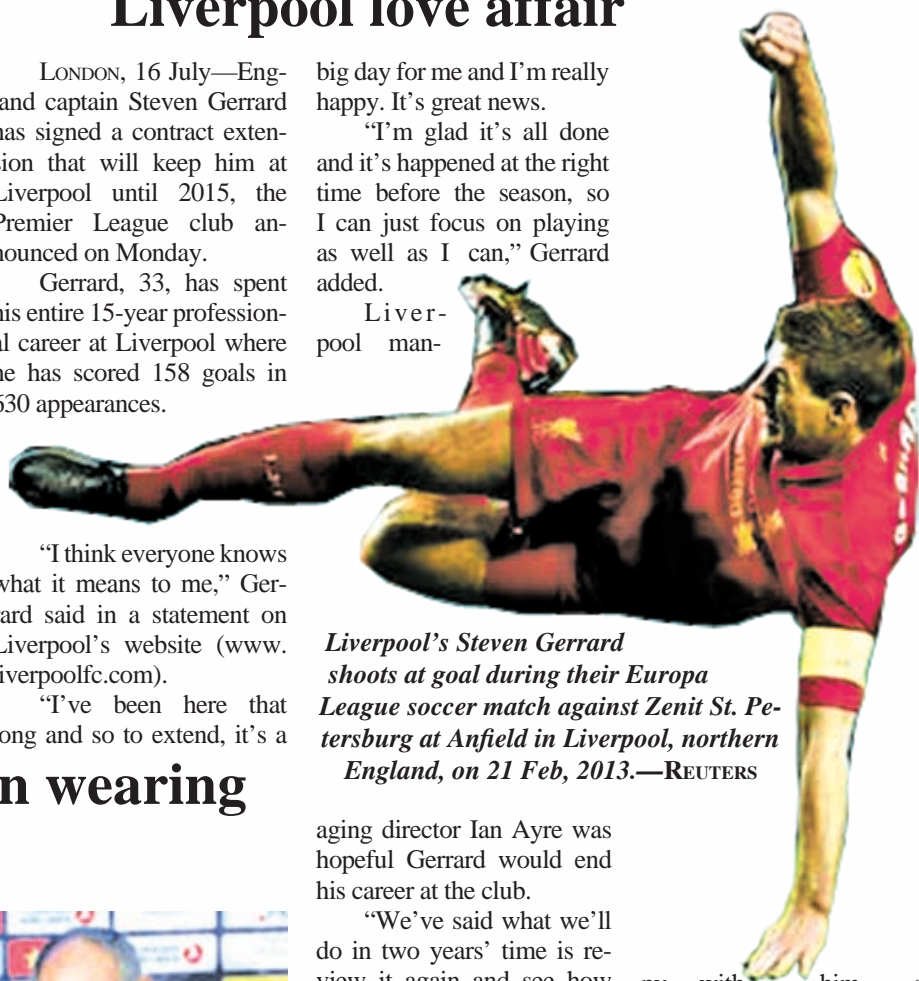 Liverpool love affair
LONDON, 16 July—Eng-
land captain Steven Gerrard
has signed a contract exten-
sion that will keep him at
Liverpool until 2015, the
Premier League club an-
nounced on Monday.
Gerrard, 33, has spent
his entire 15-year profession-
al career at Liverpool where
he has scored 158 goals in
630 appearances.
“I think everyone knows
what it means to me,” Ger-
rard said in a statement on
Liverpool’s website (www.
liverpoolfc.com).
“I’ve been here that
long and so to extend, it’s a
big day for me and I’m really
happy. It’s great news.
“I’m glad it’s all done
and it’s happened at the right
time before the season, so
I can just focus on playing
as well as I can,” Gerrard
added.
Liver-
pool man-
aging director Ian Ayre was
hopeful Gerrard would end
his career at the club.
“We’ve said what we’ll
do in two years’ time is re-
view it again and see how
Liverpool’s Steven Gerrard
shoots at goal during their Europa
League soccer match against Zenit St. Pe-
tersburg at Anfield in Liverpool, northern
England, on 21 Feb, 2013.—REUTERS
n wearing
with him